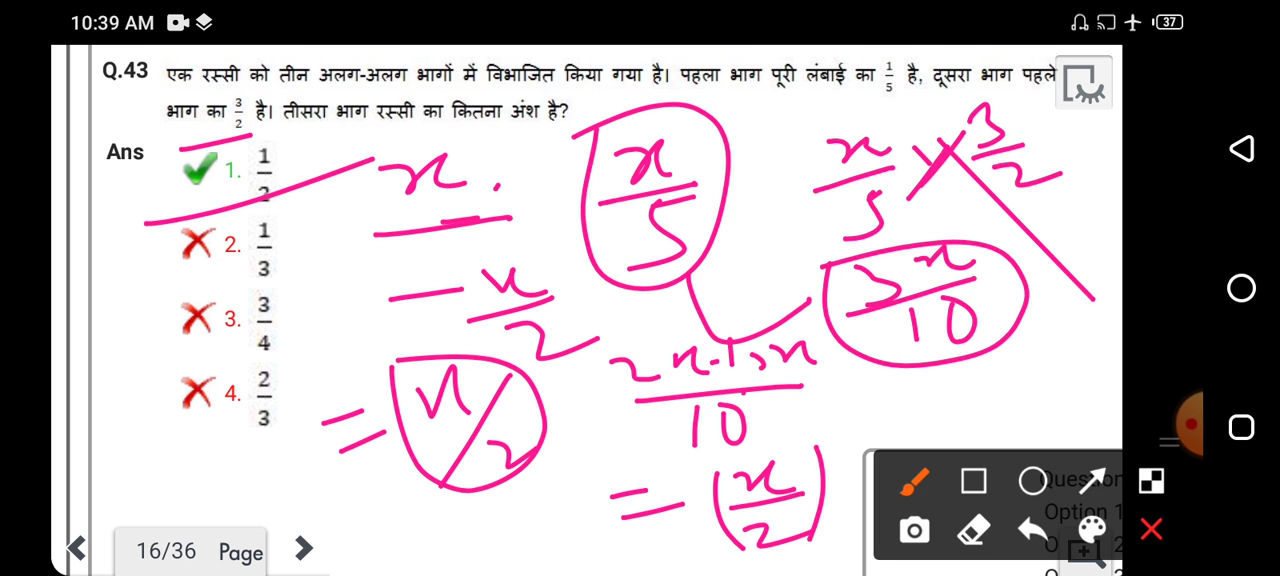 10:39 AM 37
Q.43 एक रस्सी को तीन अलग-अलग भागों में विभाजित किया गया है। पहला भाग पूरी लंबाई का 1/5 है, दूसरा भाग पहले
भाग का 3/2 है। तीसरा भाग रस्सी का कितना अंश है?
Ans
1. 1/2
2. 1/3
3. 3/4
4. 2/3
x.
x/5
x/5 × 3/2
3x/10
- x/2
2x+3x/10
= x/2
= (x/2)
16/36 Page
Option 1